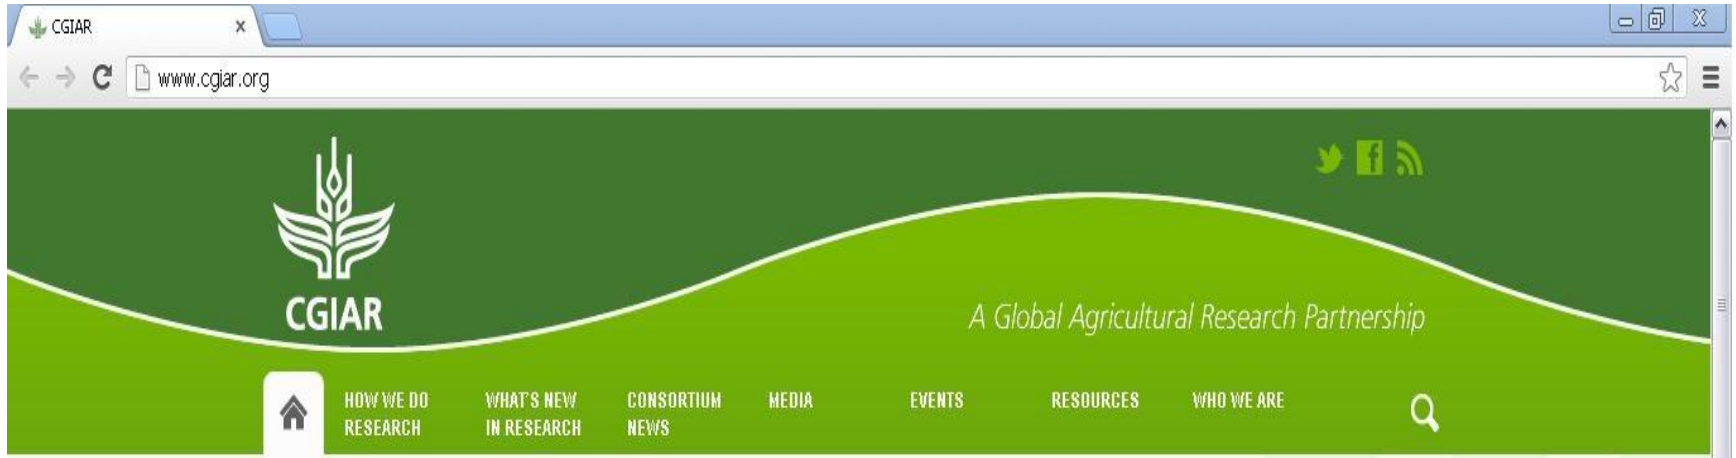 CGIAR
www.cgiar.org
CGIAR
A Global Agricultural Research Partnership
HOW WE DO
RESEARCH
WHAT'S NEW
IN RESEARCH
CONSORTIUM
NEWS
MEDIA
EVENTS
RESOURCES
WHO WE ARE